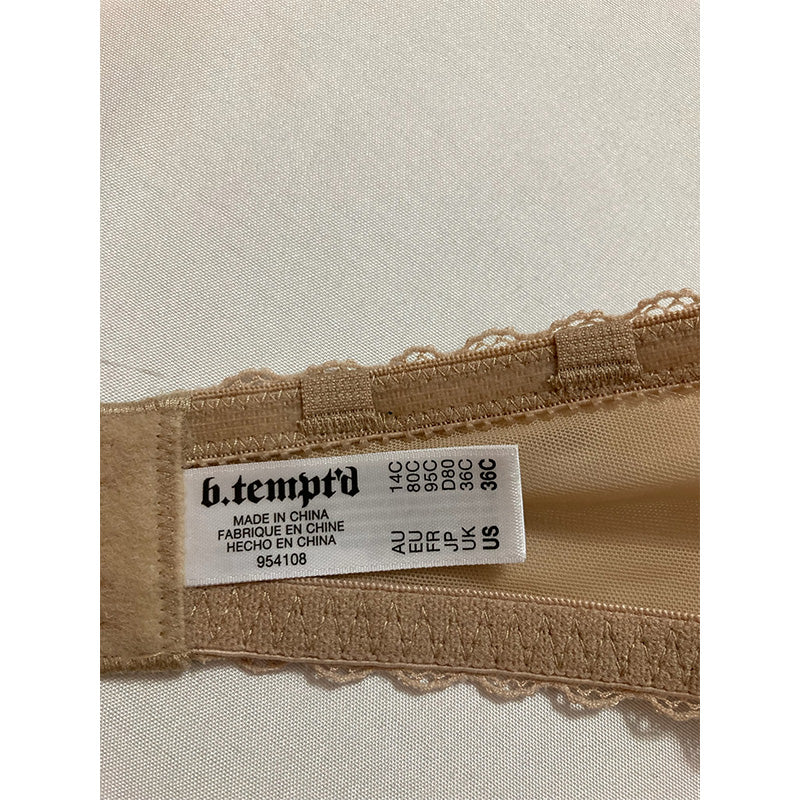 b.tempt'd
MADE IN CHINA
FABRIQUE EN CHINE
HECHO EN CHINA
954108
AU 14C
EU 80C
FR 95C
JP D80
UK 36C
US 36C